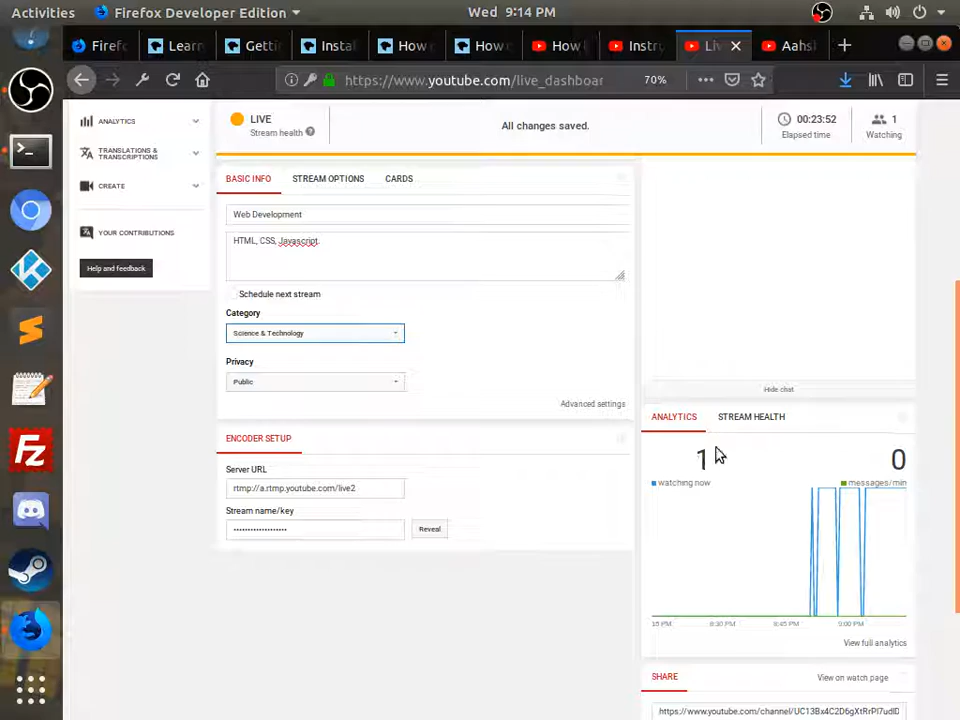 Activities Firefox Developer Edition Wed 9:14 PM
Firefo Learn Getti Instal How c How c How Instru Liv Aahsi
https://www.youtube.com/live_dashboar 70%
ANALYTICS
TRANSLATIONS & TRANSCRIPTIONS
CREATE
YOUR CONTRIBUTIONS
Help and feedback
LIVE
Stream health
All changes saved.
00:23:52
Elapsed time
1
Watching
BASIC INFO STREAM OPTIONS CARDS
Web Development
HTML, CSS, Javascript.
Schedule next stream
Category
Science & Technology
Privacy
Public
Advanced settings
ENCODER SETUP
Server URL
rtmp://a.rtmp.youtube.com/live2
Stream name/key
•••••••••••••••••••
Reveal
Hide chat
ANALYTICS STREAM HEALTH
1 0
watching now messages/min
15 PM 8:30 PM 8:45 PM 9:00 PM
View full analytics
SHARE View on watch page